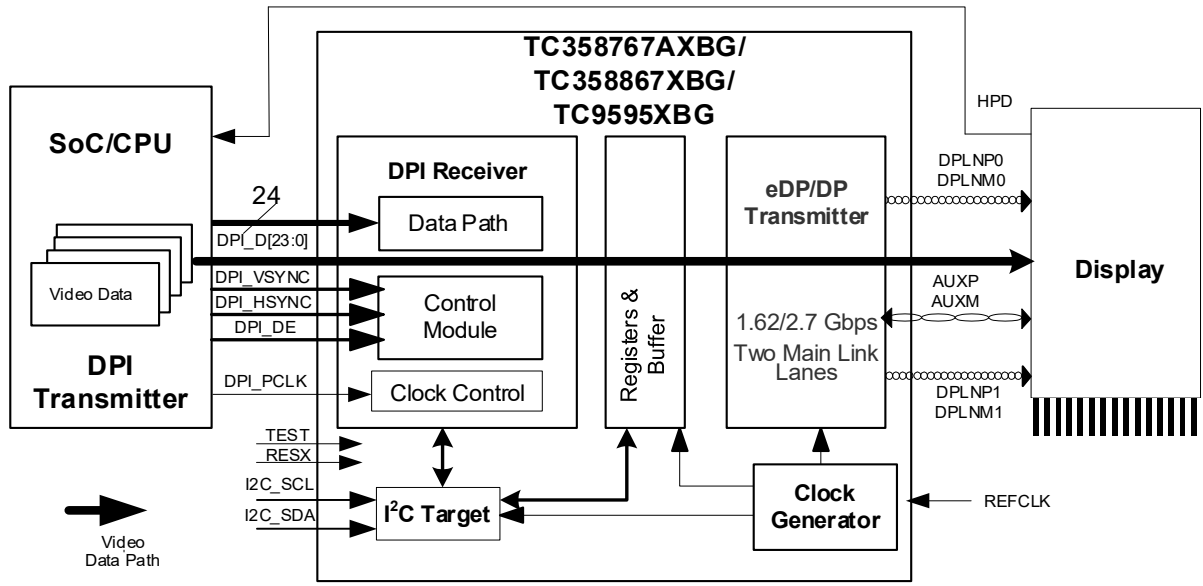 TC358767AXBG/
TC358867XBG/
TC9595XBG
HPD
SoC/CPU
24
DPI_D[23:0]
Video Data
DPI_VSYNC
DPI_HSYNC
DPI_DE
DPI_PCLK
DPI
Transmitter
DPI Receiver
Data Path
Control
Module
Clock Control
Registers &
Buffer
eDP/DP
Transmitter
1.62/2.7 Gbps
Two Main Link
Lanes
DPLNP0
DPLNM0
AUXP
AUXM
DPLNP1
DPLNM1
Display
TEST
RESX
I2C_SCL
I2C_SDA
I²C Target
Clock
Generator
REFCLK
Video
Data Path